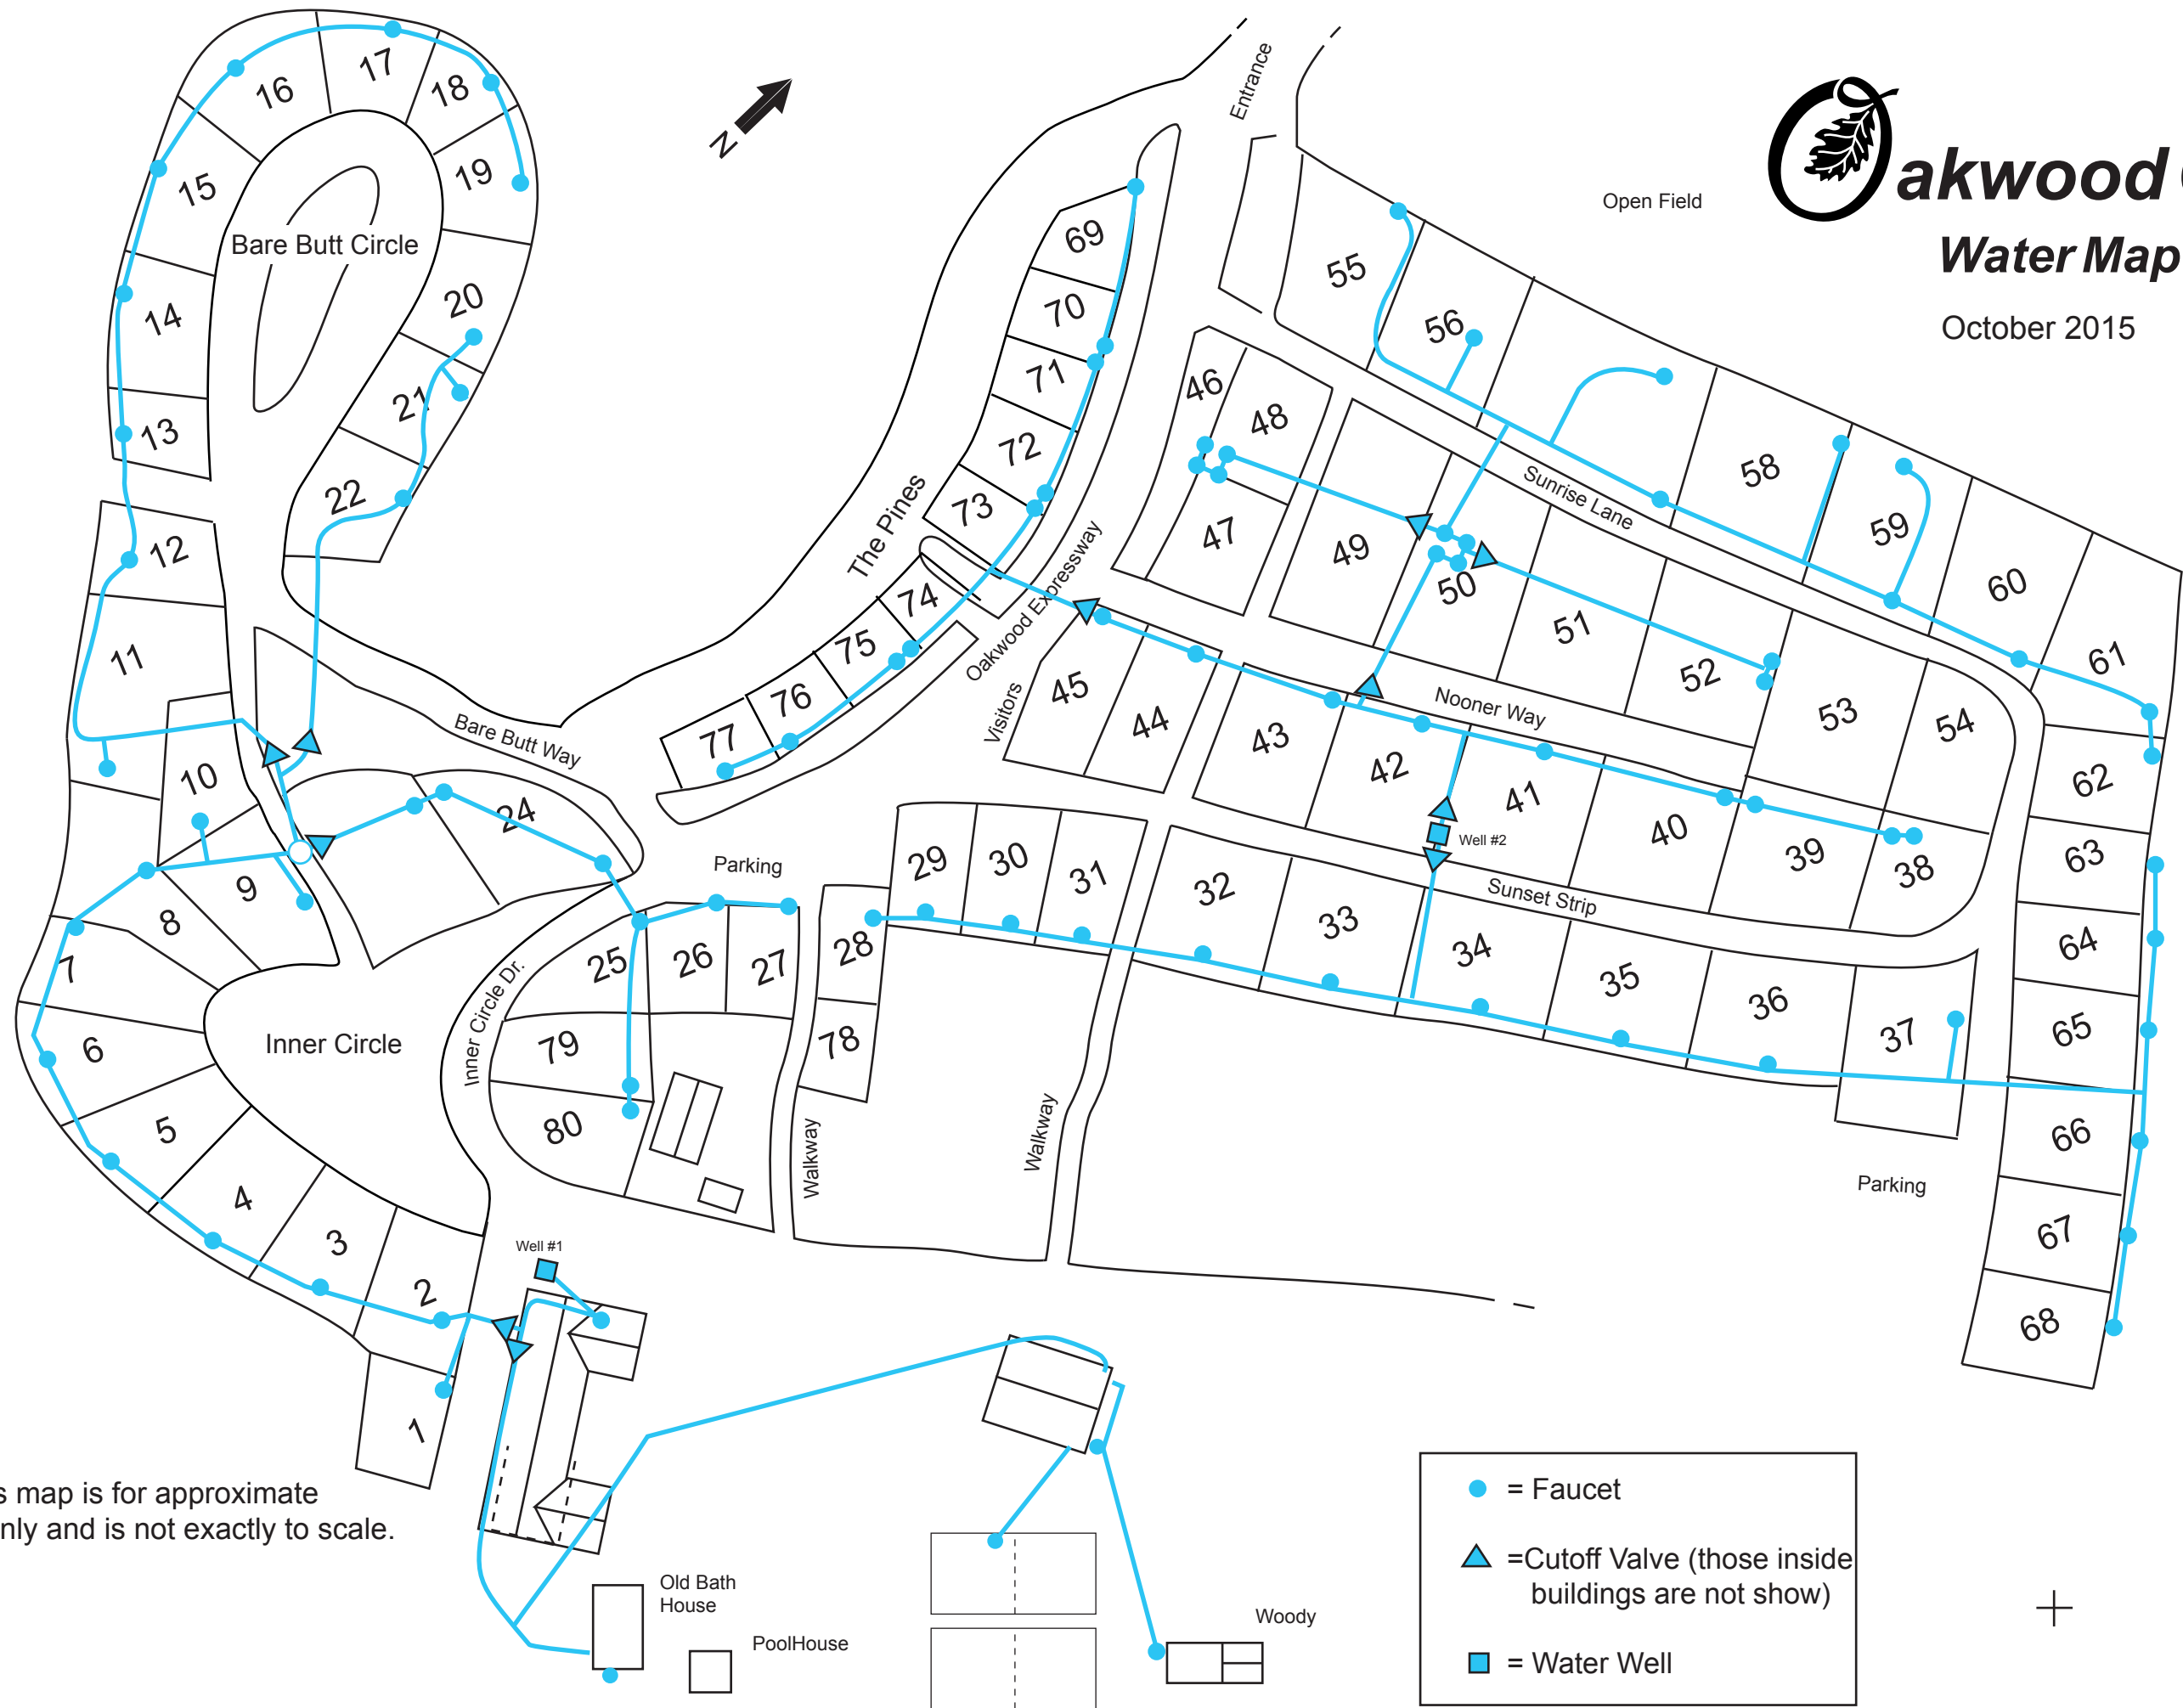 akwood
Water Map
October 2015
Open Field
Entrance
N
17
16
18
15
19
Bare Butt Circle
14
20
13
21
22
12
11
10
24
9
8
7
6
5
4
3
2
1
Bare Butt Way
Inner Circle
Inner Circle Dr.
The Pines
Oakwood Expressway
Visitors
69
70
71
72
73
74
75
76
77
46
48
47
49
50
51
52
53
54
55
56
58
59
60
61
Sunrise Lane
Nooner Way
45
44
43
42
41
40
39
38
Well #2
Sunset Strip
62
63
64
65
66
67
68
Parking
29
30
31
32
33
34
35
36
37
25
26
27
28
78
79
80
Walkway
Walkway
Parking
Well #1
s map is for approximate
nly and is not exactly to scale.
Old Bath
House
PoolHouse
Woody
= Faucet
=Cutoff Valve (those inside
buildings are not show)
= Water Well